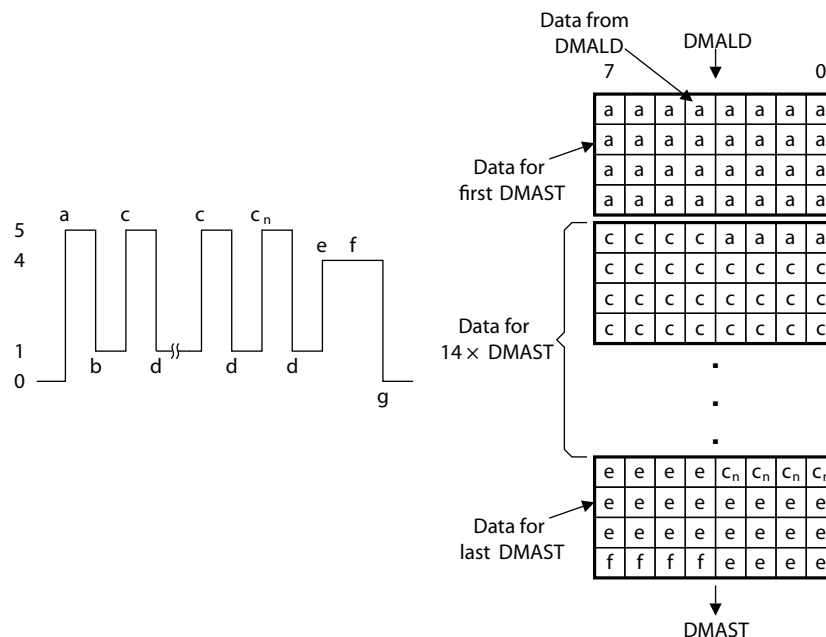 Data from
DMALD
DMALD
7 0
a a a a a a a a
a a a a a a a a
a a a a a a a a
a a a a a a a a
Data for
first DMAST
c c c c a a a a
c c c c c c c c
c c c c c c c c
c c c c c c c c
Data for
14 × DMAST
e e e e cn cn cn cn
e e e e e e e e
e e e e e e e e
f f f f e e e e
Data for
last DMAST
DMAST
a c c cn
5
e f
4
1
b d d d
0
g